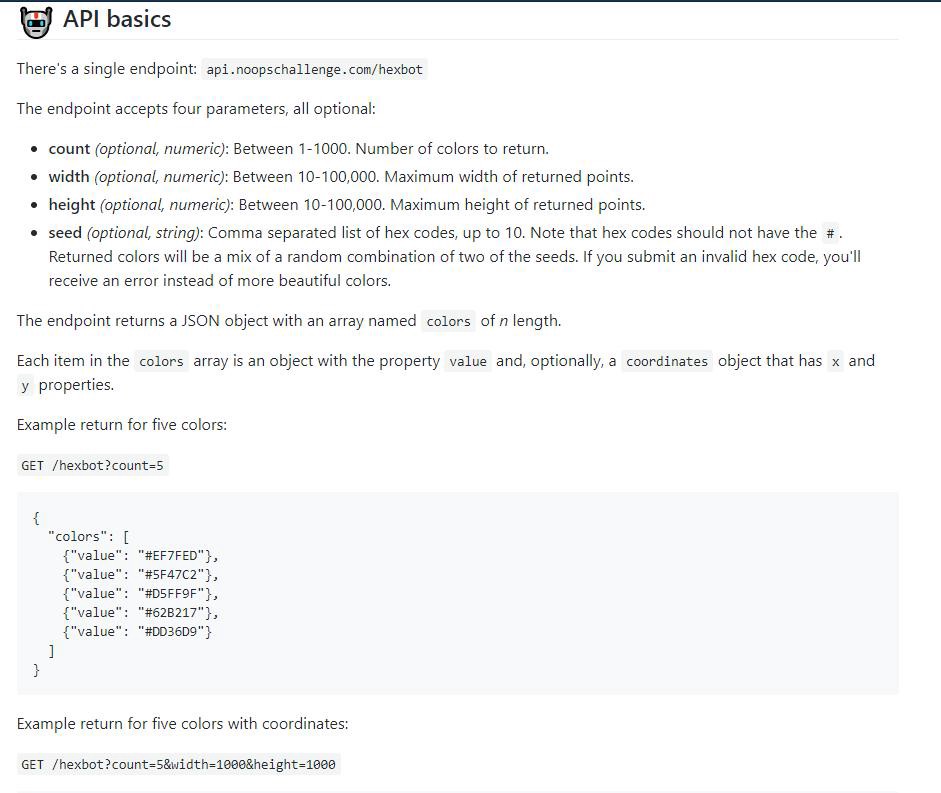 API basics
There's a single endpoint: api.noopschallenge.com/hexbot
The endpoint accepts four parameters, all optional:
• count (optional, numeric): Between 1-1000. Number of colors to return.
• width (optional, numeric): Between 10-100,000. Maximum width of returned points.
• height (optional, numeric): Between 10-100,000. Maximum height of returned points.
• seed (optional, string): Comma separated list of hex codes, up to 10. Note that hex codes should not have the #.
Returned colors will be a mix of a random combination of two of the seeds. If you submit an invalid hex code, you'll
receive an error instead of more beautiful colors.
The endpoint returns a JSON object with an array named colors of n length.
Each item in the colors array is an object with the property value and, optionally, a coordinates object that has x and
y properties.
Example return for five colors:
GET /hexbot?count=5
{
"colors": [
{"value": "#EF7FED"},
{"value": "#5F47C2"},
{"value": "#D5FF9F"},
{"value": "#62B217"},
{"value": "#DD36D9"}
]
}
Example return for five colors with coordinates:
GET /hexbot?count=5&width=1000&height=1000